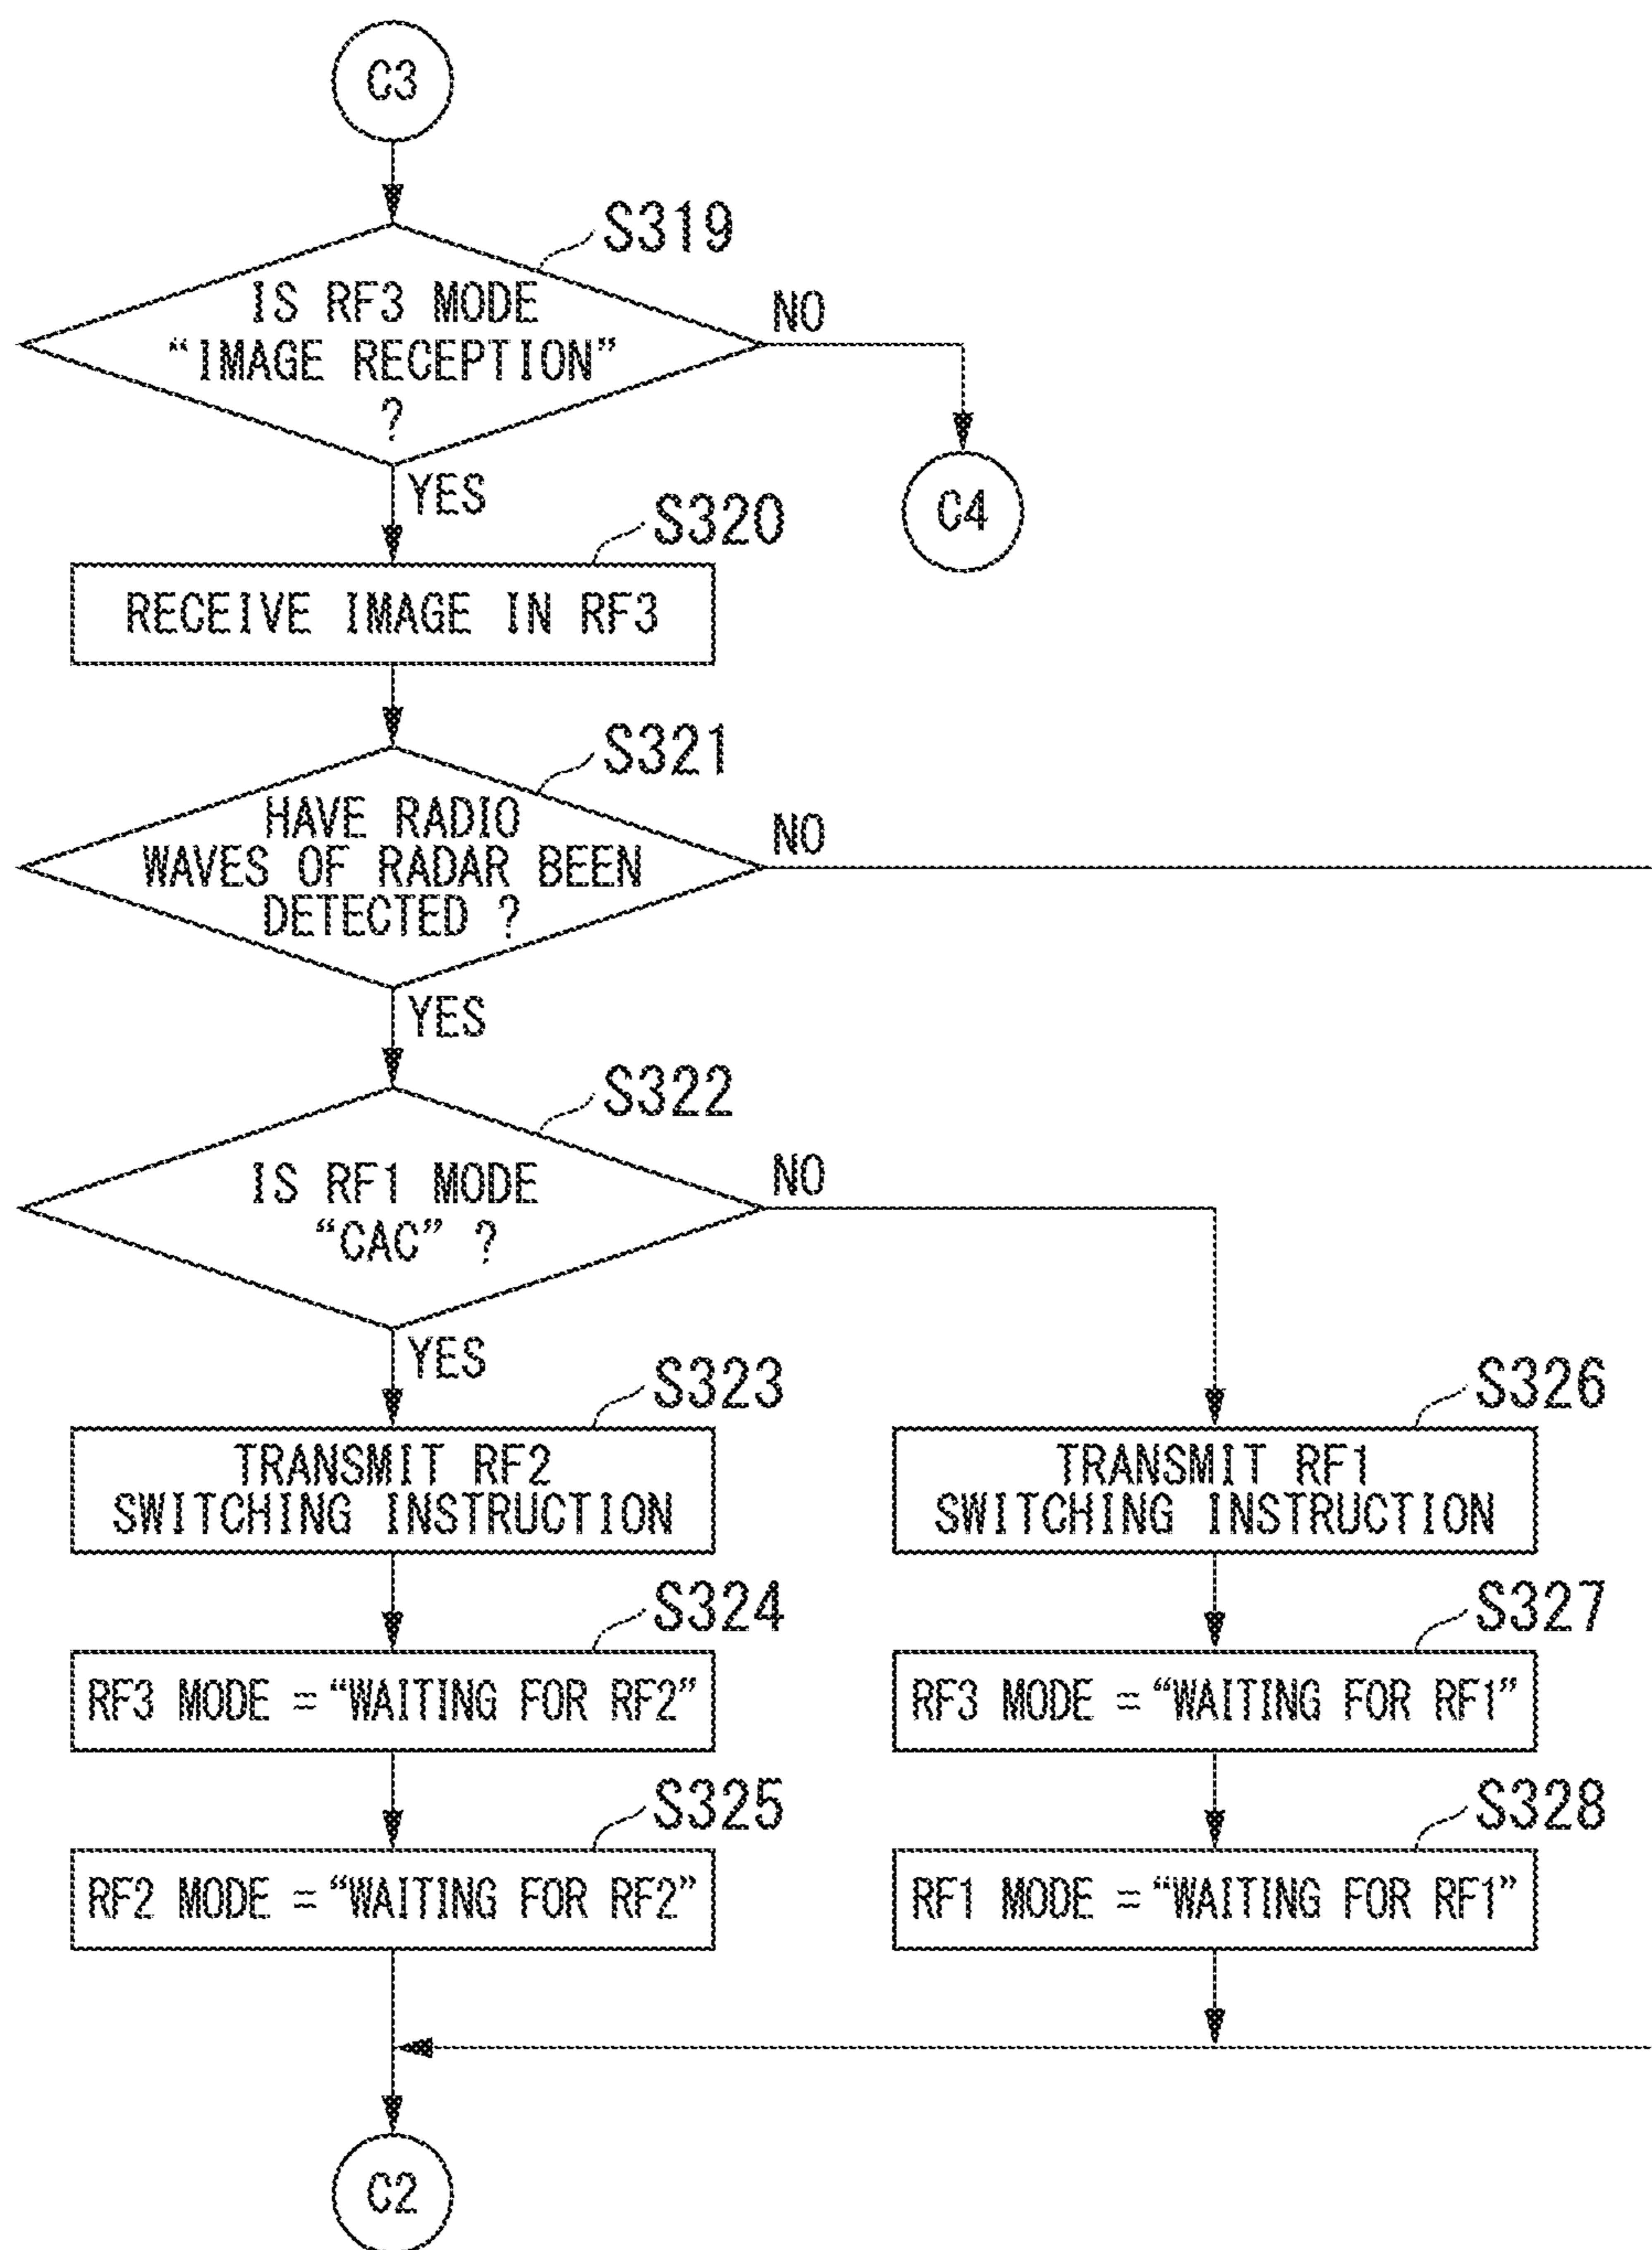 C3
S319
IS RF3 MODE
“IMAGE RECEPTION”
?
NO
C4
YES
S320
RECEIVE IMAGE IN RF3
S321
HAVE RADIO
WAVES OF RADAR BEEN
DETECTED ?
NO
YES
S322
IS RF1 MODE
“CAC” ?
NO
YES
S323
TRANSMIT RF2
SWITCHING INSTRUCTION
S324
RF3 MODE = “WAITING FOR RF2”
S325
RF2 MODE = “WAITING FOR RF2”
S326
TRANSMIT RF1
SWITCHING INSTRUCTION
S327
RF3 MODE = “WAITING FOR RF1”
S328
RF1 MODE = “WAITING FOR RF1”
C2